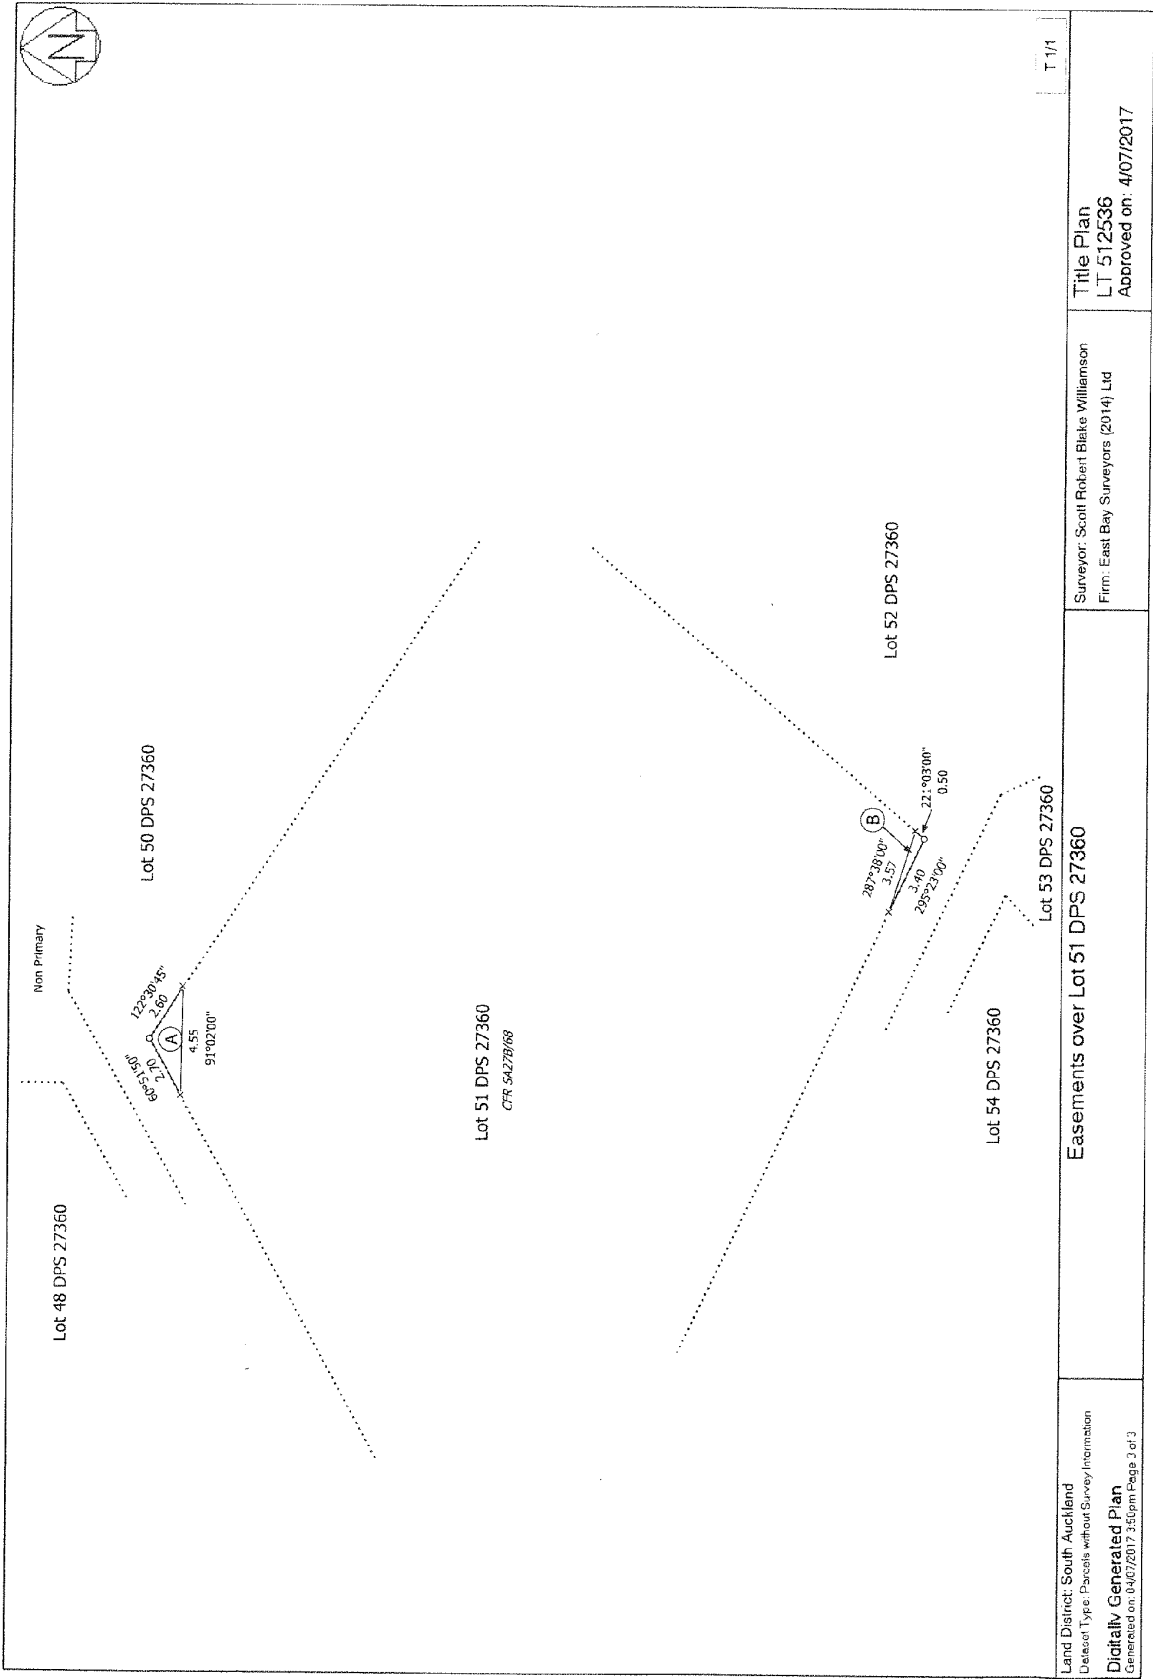 N
Non Primary
Lot 48 DPS 27360
Lot 50 DPS 27360
60°51'50"
2.70
122°30'45"
2.60
A
4.55
91°02'00"
Lot 51 DPS 27360
CFR SA27B/68
Lot 52 DPS 27360
B
287°38'00"
3.57
3.40
295°23'00"
221°03'00"
0.50
Lot 54 DPS 27360
Lot 53 DPS 27360
T 1/1
Land District: South Auckland
Dataset Type: Parcels without Survey Information
Digitally Generated Plan
Generated on: 04/07/2017 3:50pm Page 3 of 3
Easements over Lot 51 DPS 27360
Surveyor: Scott Robert Blake Williamson
Firm: East Bay Surveyors (2014) Ltd
Title Plan
LT 512536
Approved on: 4/07/2017